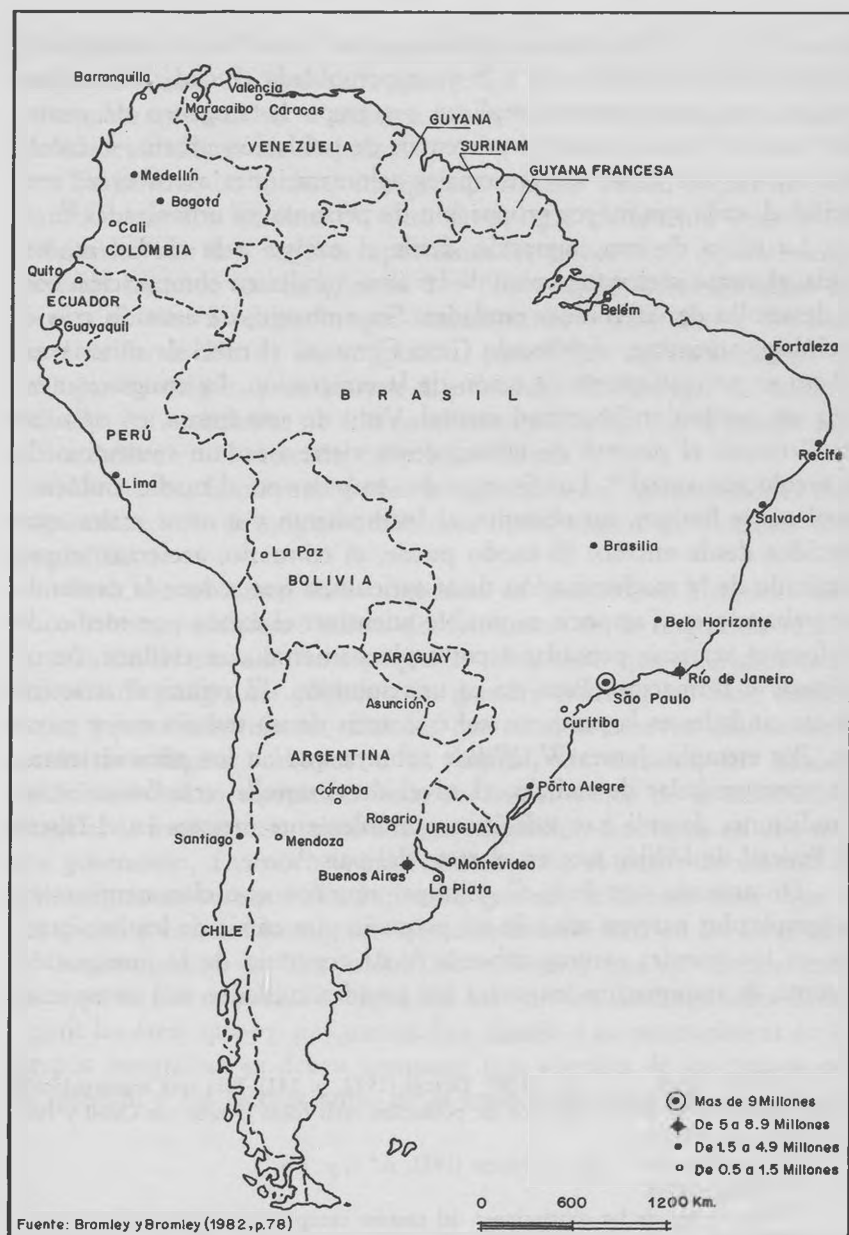 Barranquilla
Valencia
Maracaibo
Caracas
GUYANA
VENEZUELA
SURINAM
GUYANA FRANCESA
Medellín
Bogotá
Cali
COLOMBIA
Quito
ECUADOR
Guayaquil
Belém
Fortaleza
BRASIL
PERÚ
Recife
Lima
Salvador
La Paz
Brasilia
BOLIVIA
Belo Horizonte
PARAGUAY
Río de Janeiro
São Paulo
Asunción
Curitiba
ARGENTINA
Córdoba
Pôrto Alegre
Rosario
URUGUAY
Santiago
Mendoza
Montevideo
Buenos Aires
La Plata
CHILE
Mas de 9 Millones
De 5 a 8.9 Millones
De 1.5 a 4.9 Millones
De 0.5 a 1.5 Millones
0 600 1200 Km.
Fuente: Bromley y Bromley (1982, p.78)